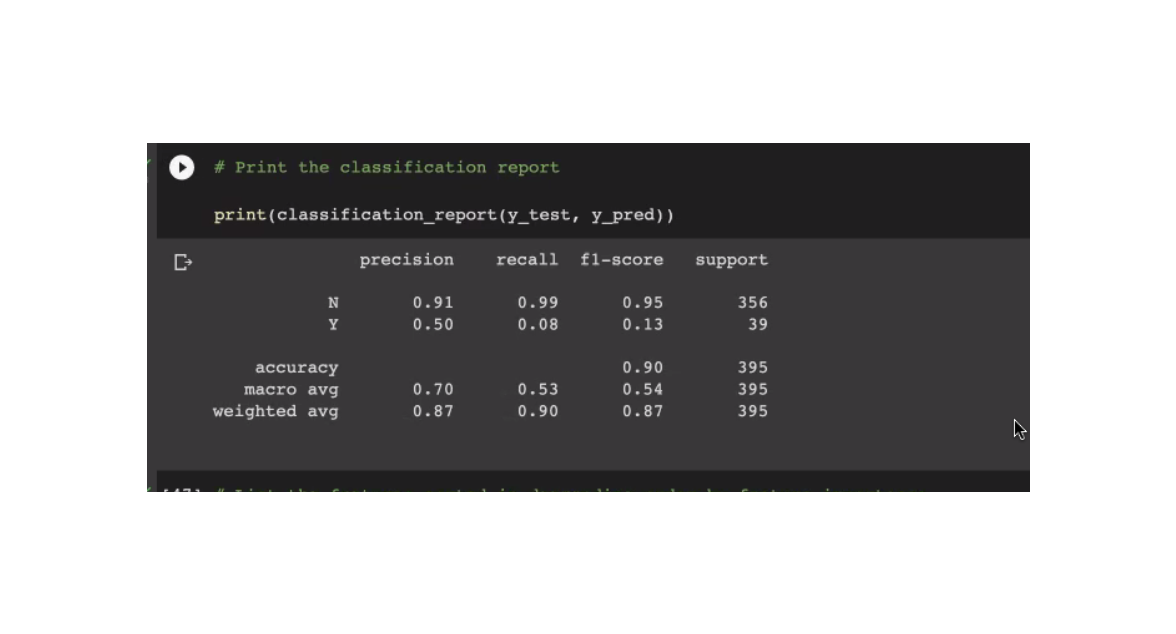 # Print the classification report
print(classification_report(y_test, y_pred))
precision recall f1-score support
N 0.91 0.99 0.95 356
Y 0.50 0.08 0.13 39
accuracy 0.90 395
macro avg 0.70 0.53 0.54 395
weighted avg 0.87 0.90 0.87 395